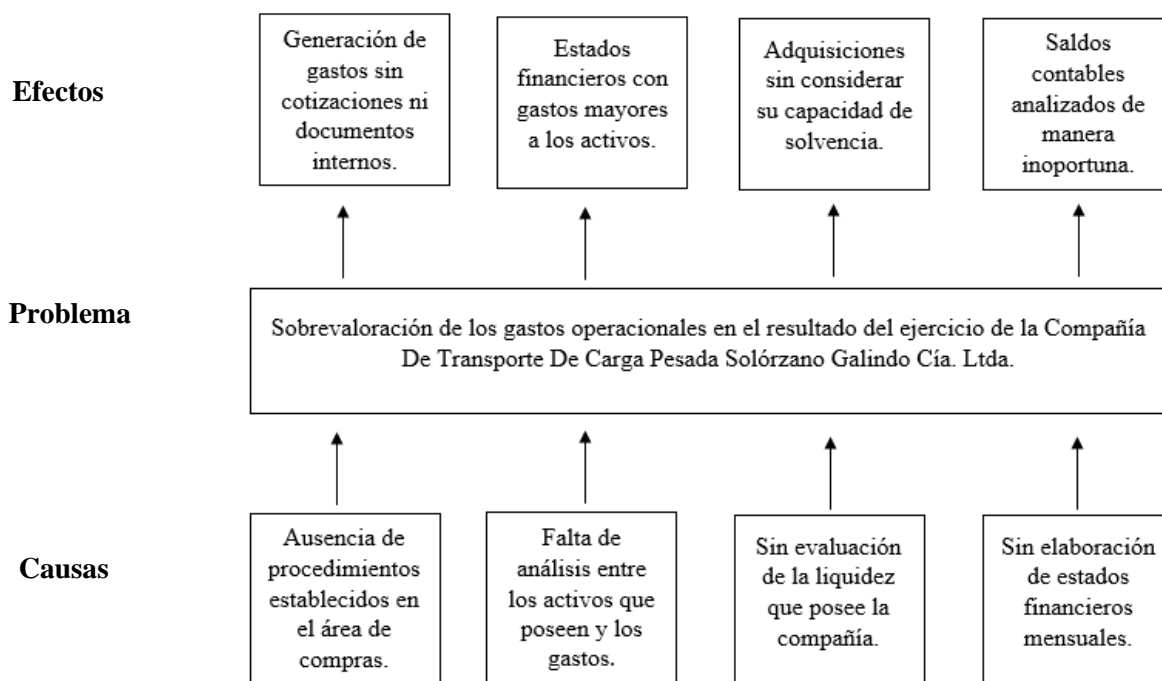 Efectos
Generación de
gastos sin
cotizaciones ni
documentos
internos.
Estados
financieros con
gastos mayores
a los activos.
Adquisiciones
sin considerar
su capacidad de
solvencia.
Saldos
contables
analizados de
manera
inoportuna.
Problema
Sobrevaloración de los gastos operacionales en el resultado del ejercicio de la Compañía
De Transporte De Carga Pesada Solórzano Galindo Cía. Ltda.
Causas
Ausencia de
procedimientos
establecidos en
el área de
compras.
Falta de
análisis entre
los activos que
poseen y los
gastos.
Sin evaluación
de la liquidez
que posee la
compañía.
Sin elaboración
de estados
financieros
mensuales.